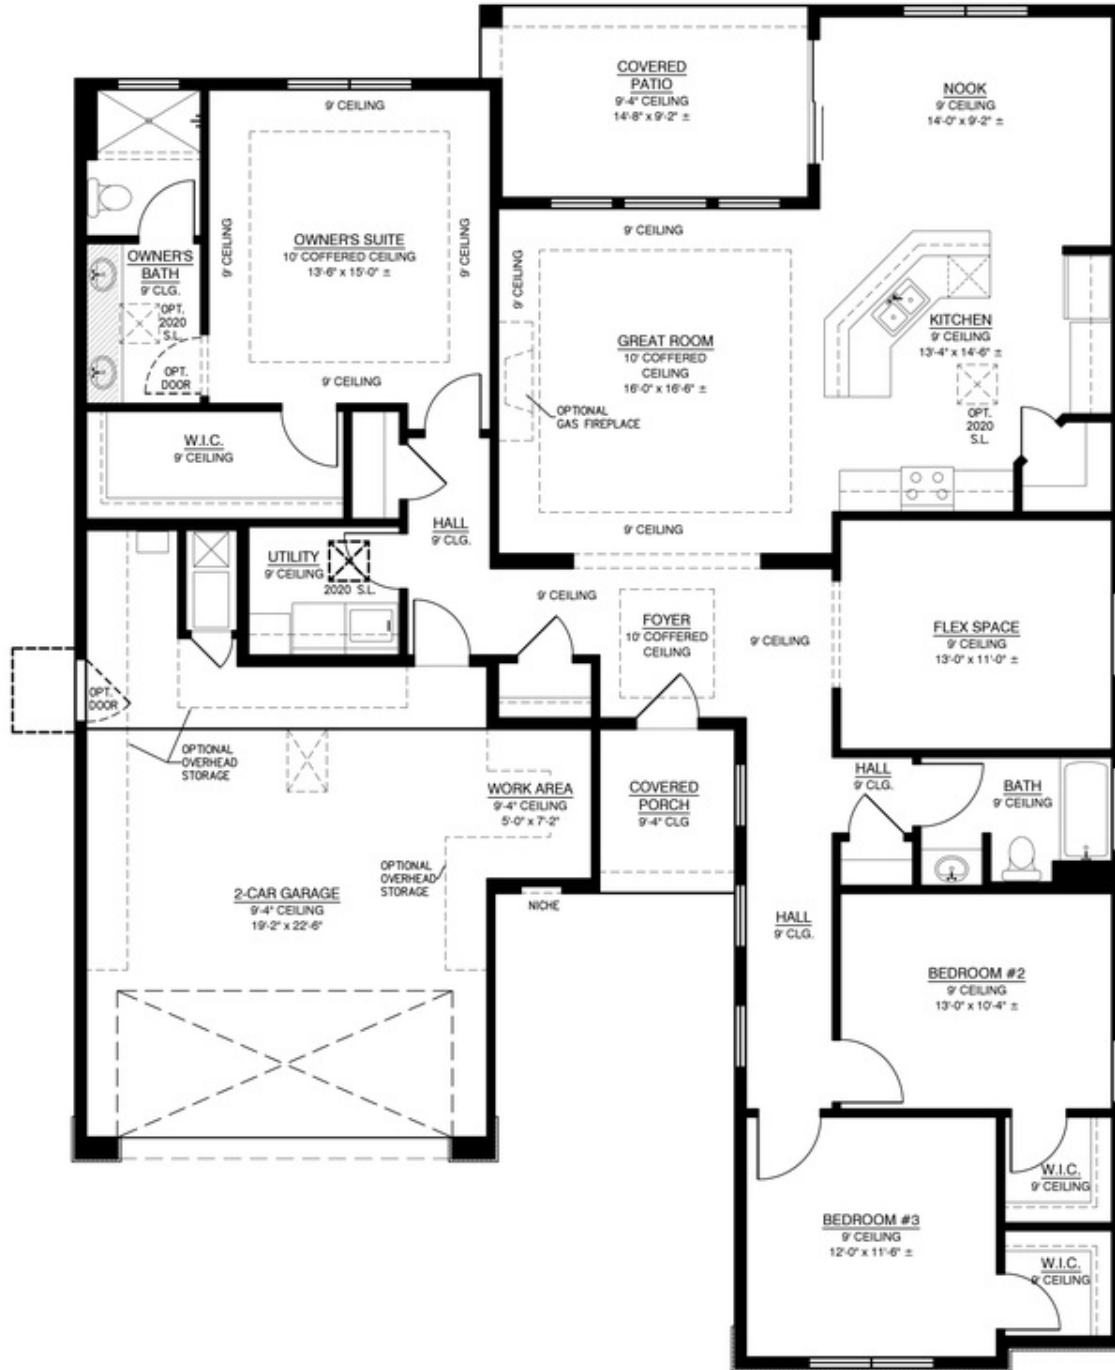 COVERED
PATIO
9'-4" CEILING
14'-8" x 9'-2" ±
NOOK
9' CEILING
14'-0" x 9'-2" ±
9' CEILING
OWNER'S SUITE
10' COFFERED CEILING
13'-6" x 15'-0" ±
9' CEILING
9' CEILING
9' CEILING
OWNER'S
BATH
9' CLG.
OPT.
2020
S.L.
OPT.
DOOR
9' CEILING
9' CEILING
GREAT ROOM
10' COFFERED
CEILING
16'-0" x 16'-6" ±
OPTIONAL
GAS FIREPLACE
9' CEILING
KITCHEN
9' CEILING
13'-4" x 14'-6" ±
OPT.
2020
S.L.
W.I.C.
9' CEILING
HALL
9' CLG.
UTILITY
9' CEILING
2020 S.L.
9' CEILING
FOYER
10' COFFERED
CEILING
9' CEILING
FLEX SPACE
9' CEILING
13'-0" x 11'-0" ±
OPT.
DOOR
OPTIONAL
OVERHEAD
STORAGE
WORK AREA
9'-4" CEILING
5'-0" x 7'-2"
COVERED
PORCH
9'-4" CLG
HALL
9' CLG.
BATH
9' CEILING
OPTIONAL
OVERHEAD
STORAGE
2-CAR GARAGE
9'-4" CEILING
19'-2" x 22'-6"
NICHE
HALL
9' CLG.
BEDROOM #2
9' CEILING
13'-0" x 10'-4" ±
W.I.C.
9' CEILING
BEDROOM #3
9' CEILING
12'-0" x 11'-6" ±
W.I.C.
9' CEILING